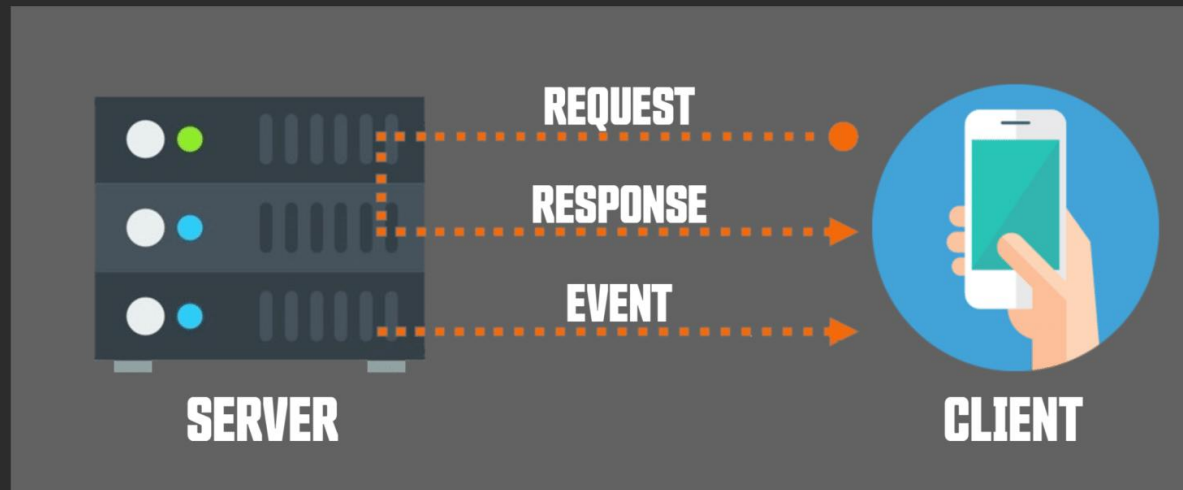 REQUEST
RESPONSE
EVENT
SERVER
CLIENT